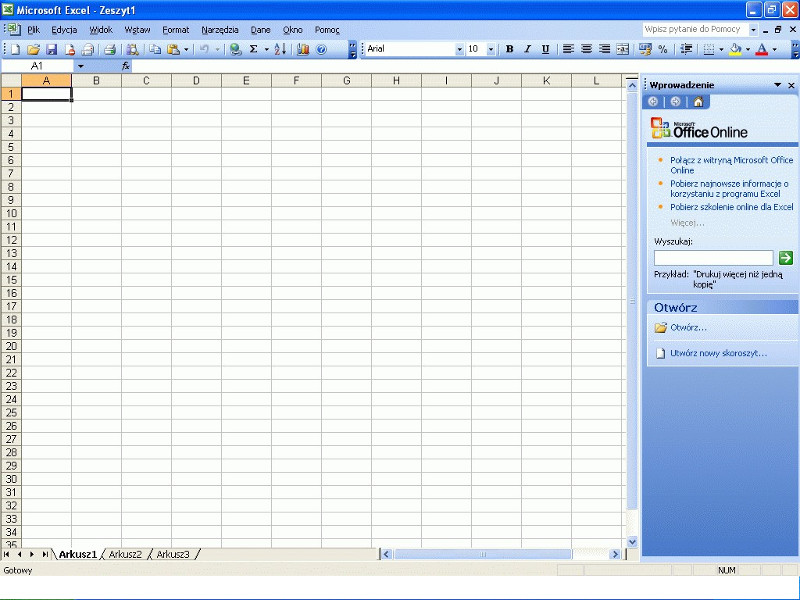 Microsoft Excel - Zeszyt1
Plik Edycja Widok Wstaw Format Narzędzia Dane Okno Pomoc
Wpisz pytanie do Pomocy
Arial 10 B I U %
A1 fx
A B C D E F G H I J K L
1
2
3
4
5
6
7
8
9
10
11
12
13
14
15
16
17
18
19
20
21
22
23
24
25
26
27
28
29
30
31
32
33
34
35
Wprowadzenie
Microsoft
Office Online
Połącz z witryną Microsoft Office
Online
Pobierz najnowsze informacje o
korzystaniu z programu Excel
Pobierz szkolenie online dla Excel
Więcej...
Wyszukaj:
Przykład: "Drukuj więcej niż jedną
kopię"
Otwórz
Otwórz...
Utwórz nowy skoroszyt...
Arkusz1 Arkusz2 Arkusz3
Gotowy
NUM